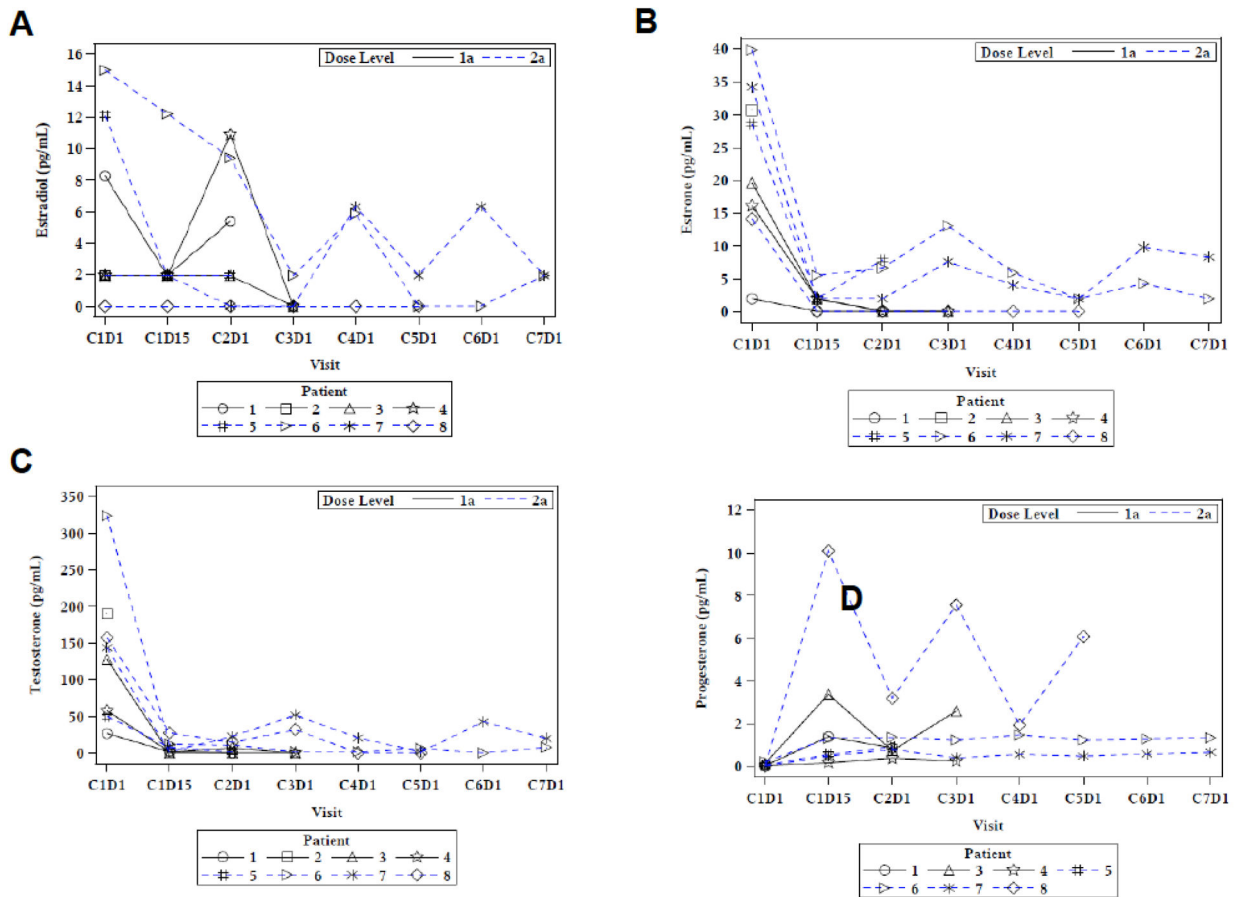 A
Dose Level 1a 2a
16
14
12
10
8
6
4
2
0
Estradiol (pg/mL)
C1D1 C1D15 C2D1 C3D1 C4D1 C5D1 C6D1 C7D1
Visit
Patient
1 2 3 4
5 6 7 8
B
Dose Level 1a 2a
40
35
30
25
20
15
10
5
0
Estrone (pg/mL)
C1D1 C1D15 C2D1 C3D1 C4D1 C5D1 C6D1 C7D1
Visit
Patient
1 2 3 4
5 6 7 8
C
Dose Level 1a 2a
350
300
250
200
150
100
50
0
Testosterone (pg/mL)
C1D1 C1D15 C2D1 C3D1 C4D1 C5D1 C6D1 C7D1
Visit
Patient
1 2 3 4
5 6 7 8
Dose Level 1a 2a
12
10
8
6
4
2
0
Progesterone (pg/mL)
D
C1D1 C1D15 C2D1 C3D1 C4D1 C5D1 C6D1 C7D1
Visit
Patient
1 3 4 5
6 7 8